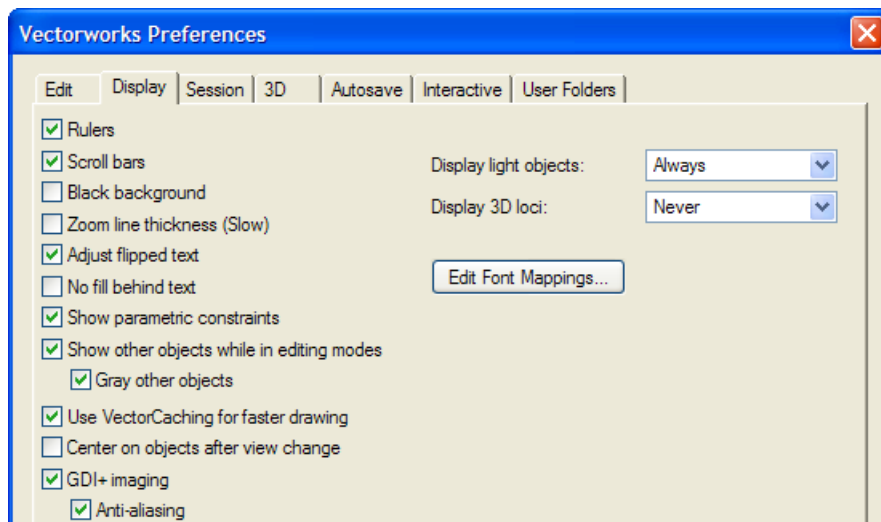 Vectorworks Preferences
Edit Display Session 3D Autosave Interactive User Folders
Rulers
Scroll bars
Display light objects: Always
Black background
Display 3D loci: Never
Zoom line thickness (Slow)
Adjust flipped text
Edit Font Mappings...
No fill behind text
Show parametric constraints
Show other objects while in editing modes
Gray other objects
Use VectorCaching for faster drawing
Center on objects after view change
GDI+ imaging
Anti-aliasing